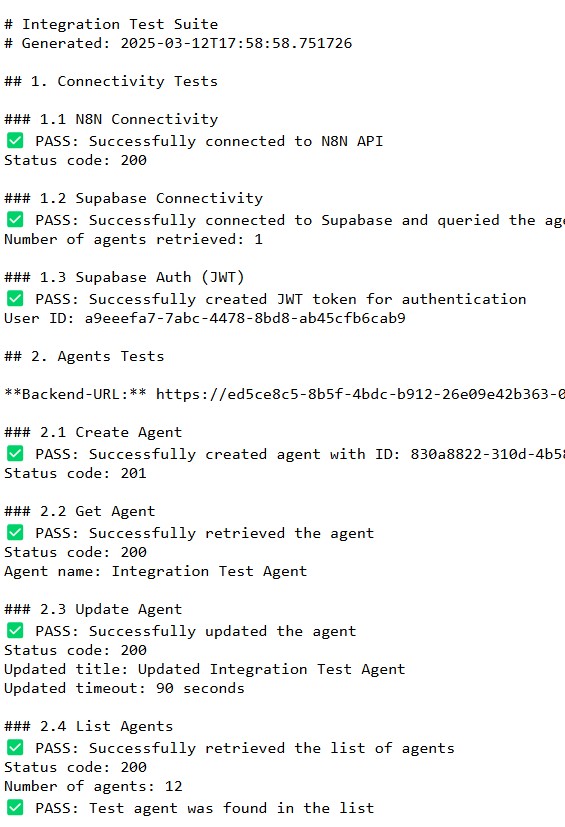 # Integration Test Suite
# Generated: 2025-03-12T17:58:58.751726
## 1. Connectivity Tests
### 1.1 N8N Connectivity
✅ PASS: Successfully connected to N8N API
Status code: 200
### 1.2 Supabase Connectivity
✅ PASS: Successfully connected to Supabase and queried the age
Number of agents retrieved: 1
### 1.3 Supabase Auth (JWT)
✅ PASS: Successfully created JWT token for authentication
User ID: a9eeefa7-7abc-4478-8bd8-ab45cfb6cab9
## 2. Agents Tests
**Backend-URL:** https://ed5ce8c5-8b5f-4bdc-b912-26e09e42b363-0
### 2.1 Create Agent
✅ PASS: Successfully created agent with ID: 830a8822-310d-4b58
Status code: 201
### 2.2 Get Agent
✅ PASS: Successfully retrieved the agent
Status code: 200
Agent name: Integration Test Agent
### 2.3 Update Agent
✅ PASS: Successfully updated the agent
Status code: 200
Updated title: Updated Integration Test Agent
Updated timeout: 90 seconds
### 2.4 List Agents
✅ PASS: Successfully retrieved the list of agents
Status code: 200
Number of agents: 12
✅ PASS: Test agent was found in the list